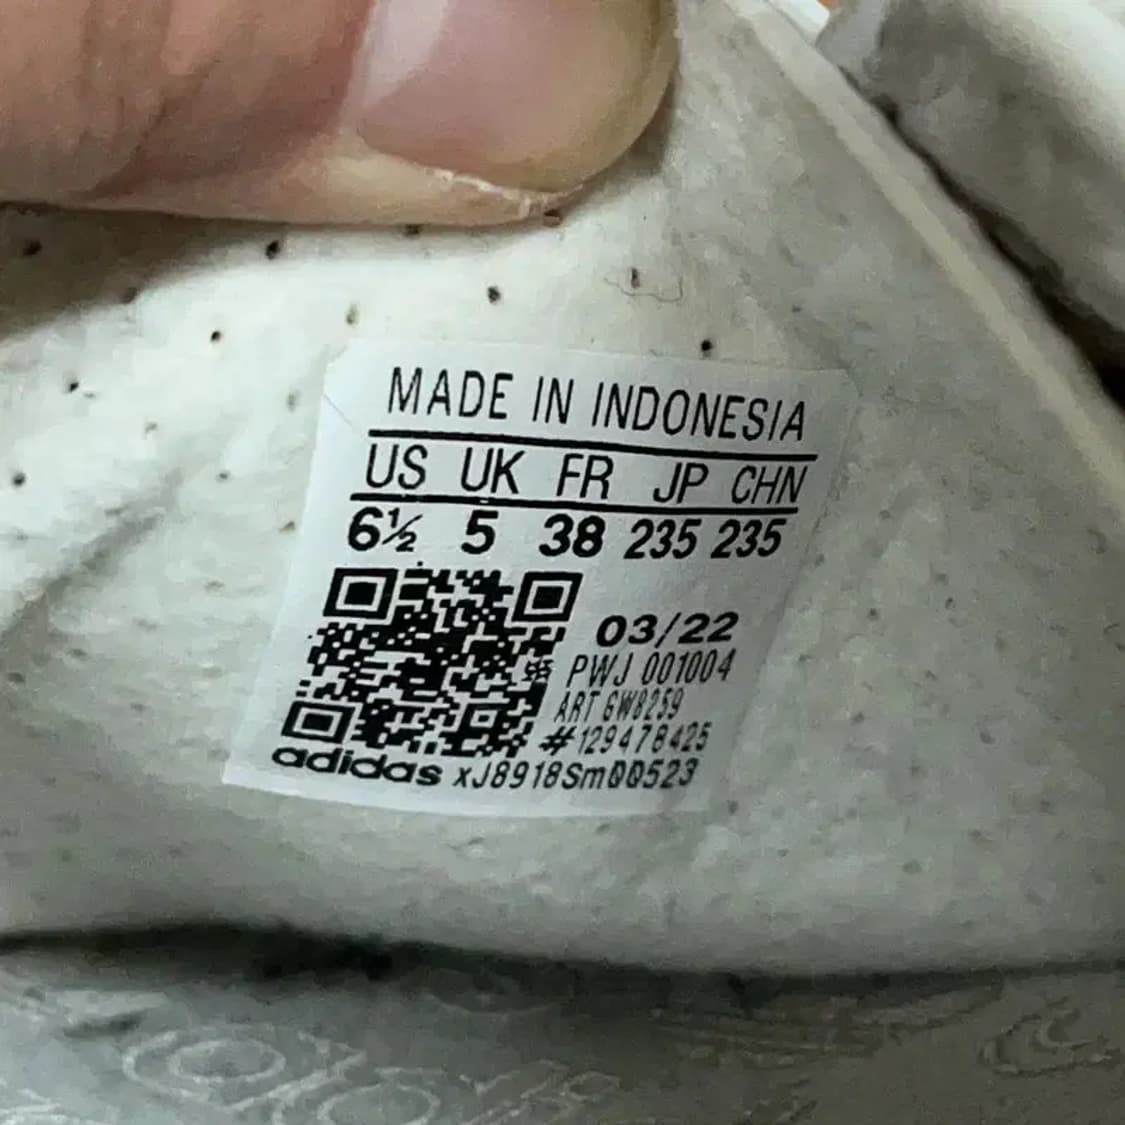 MADE IN INDONESIA
US UK FR JP CHN
6½ 5 38 235 235
03/22
PWJ 001004
ART GW8259
#129478425
adidas xJ8918Sm00523